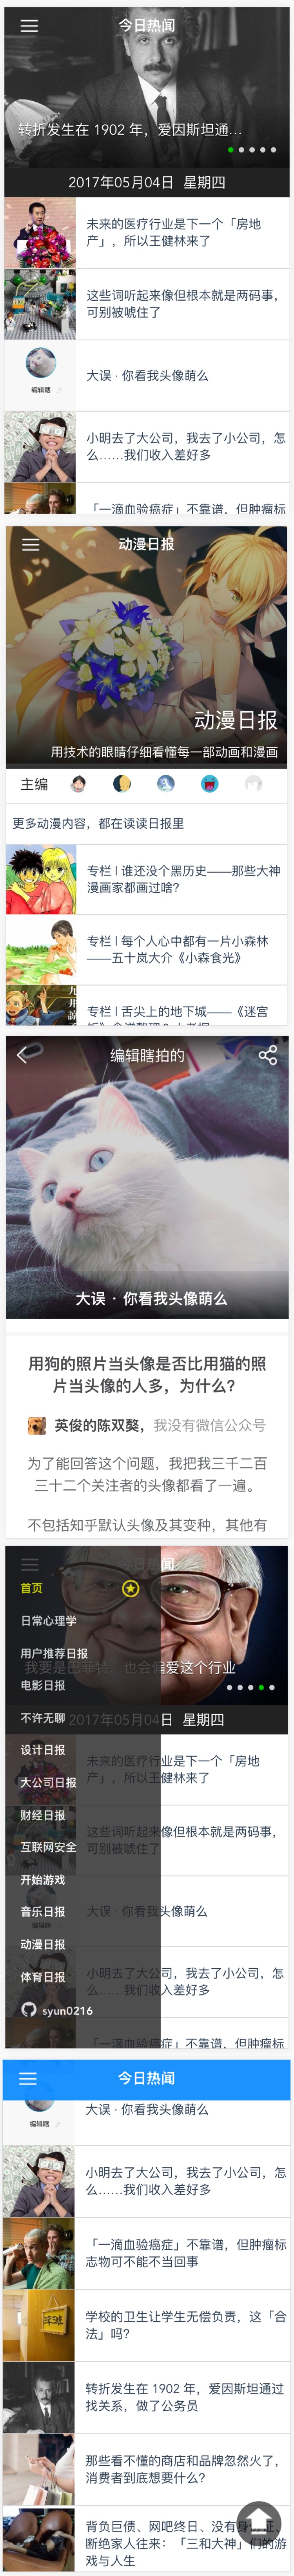 今日热闻
转折发生在 1902 年，爱因斯坦通…
2017年05月04日 星期四
未来的医疗行业是下一个「房地
产」，所以王健林来了
这些词听起来像但根本就是两码事，
可别被唬住了
大误 · 你看我头像萌么
编辑瞎
小明去了大公司，我去了小公司，怎
么……我们收入差好多
「一滴血验癌症」不靠谱，但肿瘤标
动漫日报
动漫日报
用技术的眼睛仔细看懂每一部动画和漫画
主编
更多动漫内容，都在读读日报里
专栏 | 谁还没个黑历史——那些大神
漫画家都画过啥？
专栏 | 每个人心中都有一片小森林
——五十岚大介《小森食光》
专栏 | 舌尖上的地下城——《迷宫
编辑瞎拍的
大误 · 你看我头像萌么
用狗的照片当头像是否比用猫的照
片当头像的人多，为什么？
英俊的陈双嫯，我没有微信公众号
为了能回答这个问题，我把我三千二百
三十二个关注者的头像都看了一遍。
不包括知乎默认头像及其变种，其他有
今日热闻
首页
日常心理学
用户推荐日报
我要是巴菲特，也会偏爱这个行业
电影日报
不许无聊
2017年05月04日 星期四
设计日报
未来的医疗行业是下一个「房地
产」，所以王健林来了
大公司日报
财经日报
这些词听起来像但根本就是两码事，
可别被唬住了
互联网安全
开始游戏
大误 · 你看我头像萌么
音乐日报
编辑瞎
动漫日报
小明去了大公司，我去了小公司，怎
么……我们收入差好多
体育日报
syun0216
「一滴血验癌症」不靠谱，但肿瘤标
今日热闻
大误 · 你看我头像萌么
编辑瞎
小明去了大公司，我去了小公司，怎
么……我们收入差好多
「一滴血验癌症」不靠谱，但肿瘤标
志物可不能不当回事
学校的卫生让学生无偿负责，这「合
法」吗？
转折发生在 1902 年，爱因斯坦通过
找关系，做了公务员
那些看不懂的商店和品牌忽然火了，
消费者到底想要什么？
背负巨债、网吧终日、没有身份证、
断绝家人往来：「三和大神」们的游
戏与人生